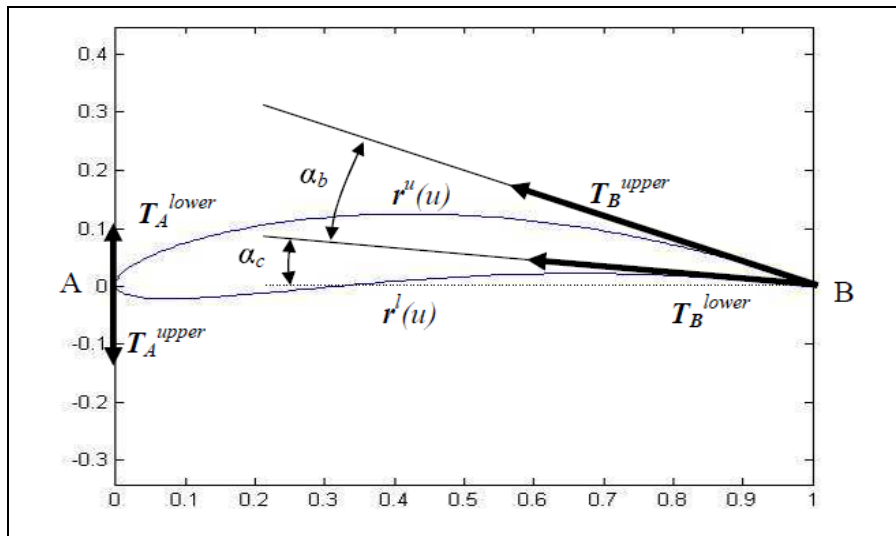 0.4
0.3
0.2
0.1
0
-0.1
-0.2
-0.3
0 0.1 0.2 0.3 0.4 0.5 0.6 0.7 0.8 0.9 1
α_b
r^u(u)
T_B^upper
T_A^lower
α_c
A
B
r^l(u)
T_B^lower
T_A^upper